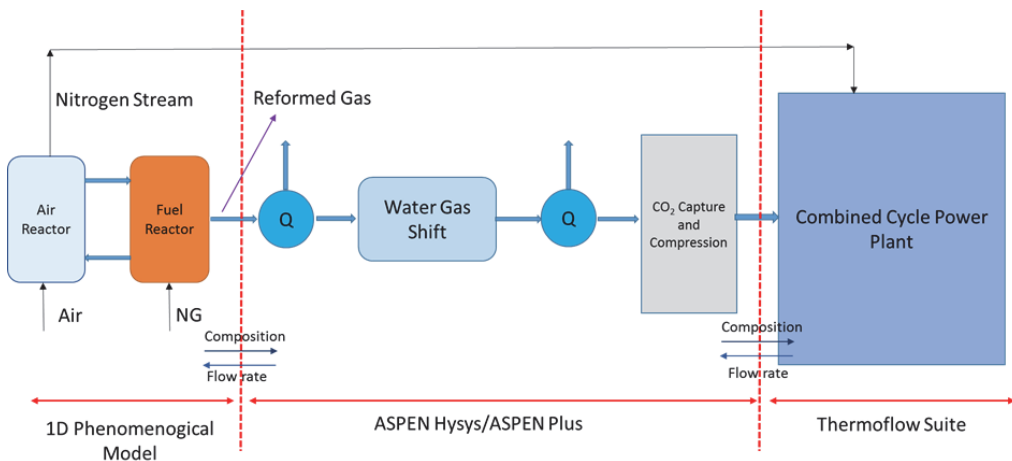 Nitrogen Stream
Reformed Gas
Air
Reactor
Fuel
Reactor
Q
Water Gas
Shift
Q
CO₂ Capture
and
Compression
Combined Cycle Power
Plant
Air
NG
Composition
Flow rate
Composition
Flow rate
1D Phenomenogical
Model
ASPEN Hysys/ASPEN Plus
Thermoflow Suite